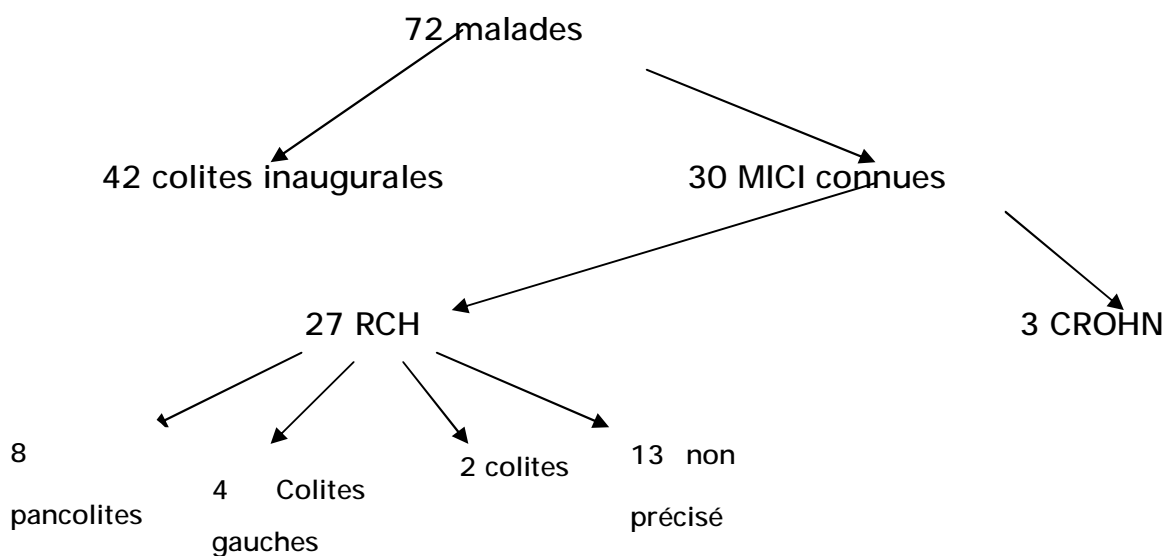 72 malades
42 colites inaugurales
30 MICI connues
27 RCH
3 CROHN
8
pancolites
4 Colites
gauches
2 colites
13 non
précisé